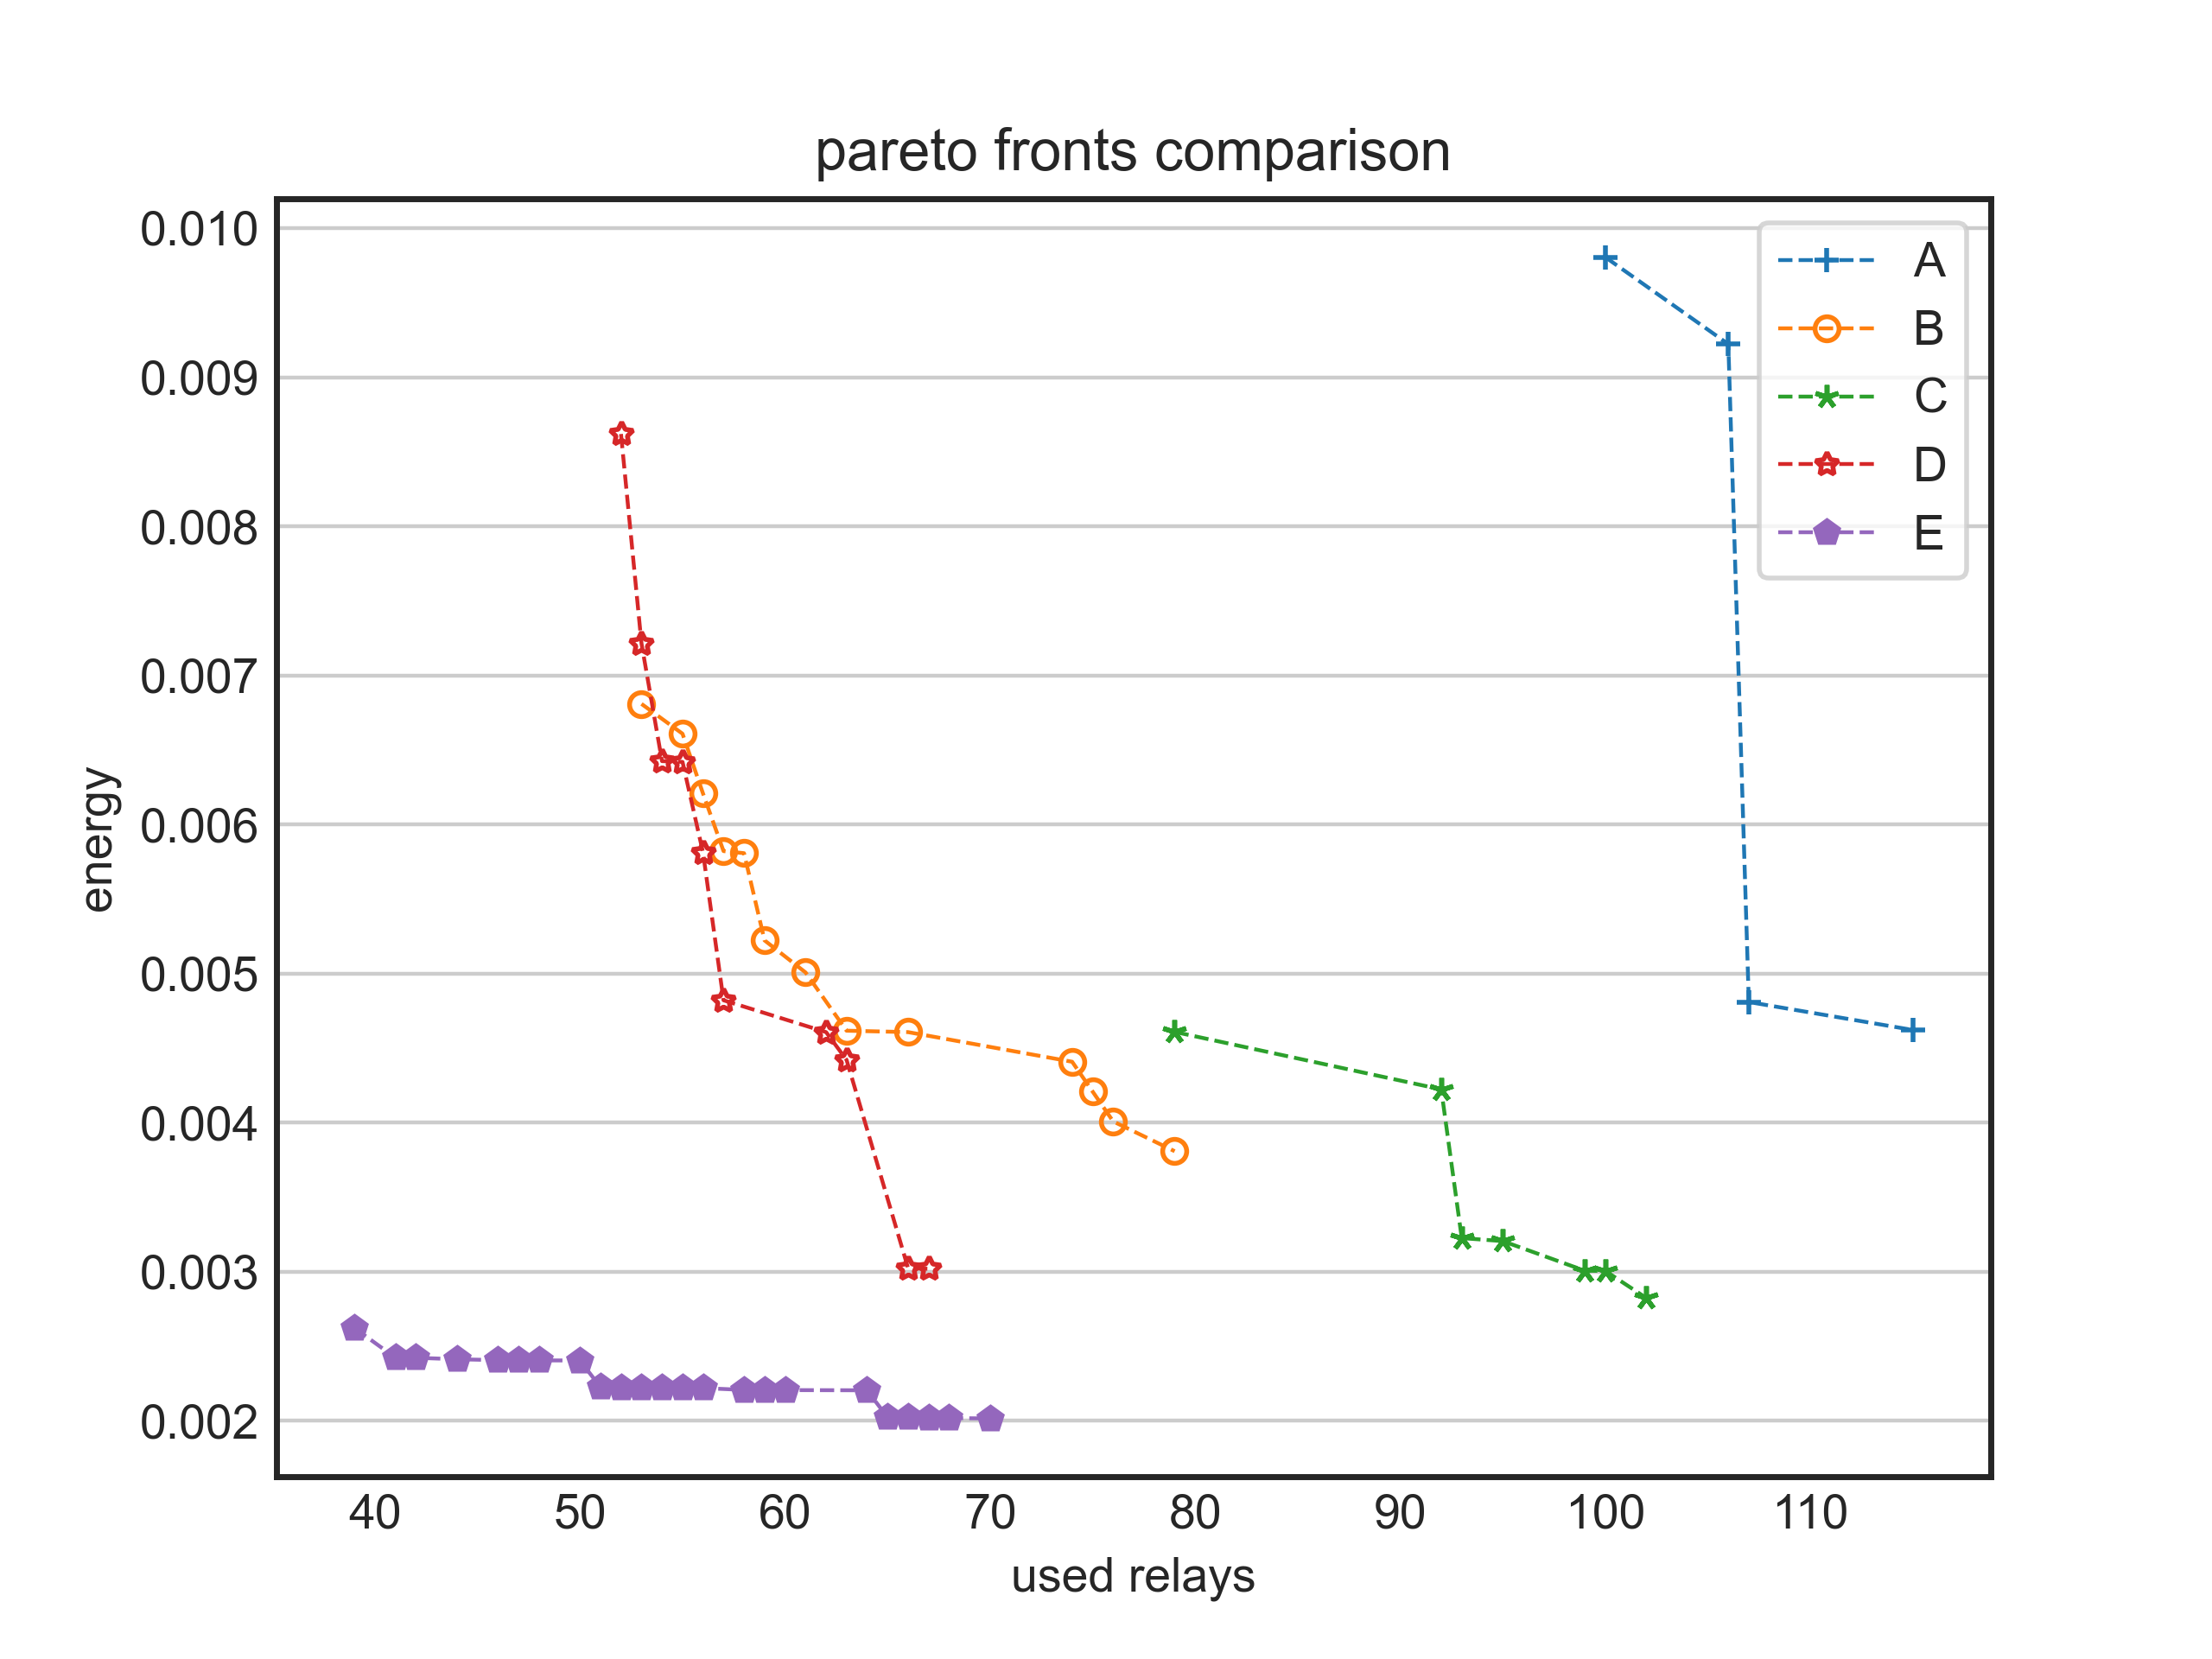 pareto fronts comparison
0.010
0.009
0.008
0.007
0.006
0.005
0.004
0.003
0.002
energy
A
B
C
D
E
40 50 60 70 80 90 100 110
used relays